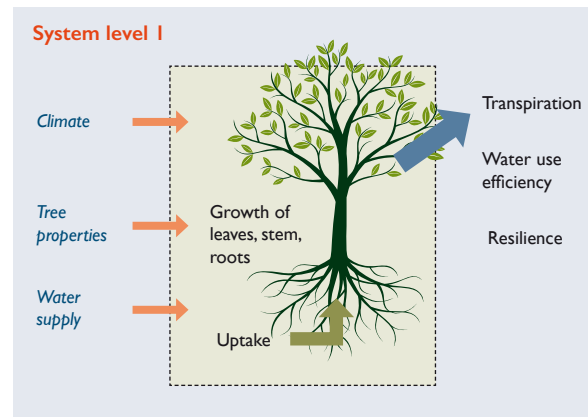 System level 1
Climate
Tree
properties
Water
supply
Growth of
leaves, stem,
roots
Uptake
Transpiration
Water use
efficiency
Resilience